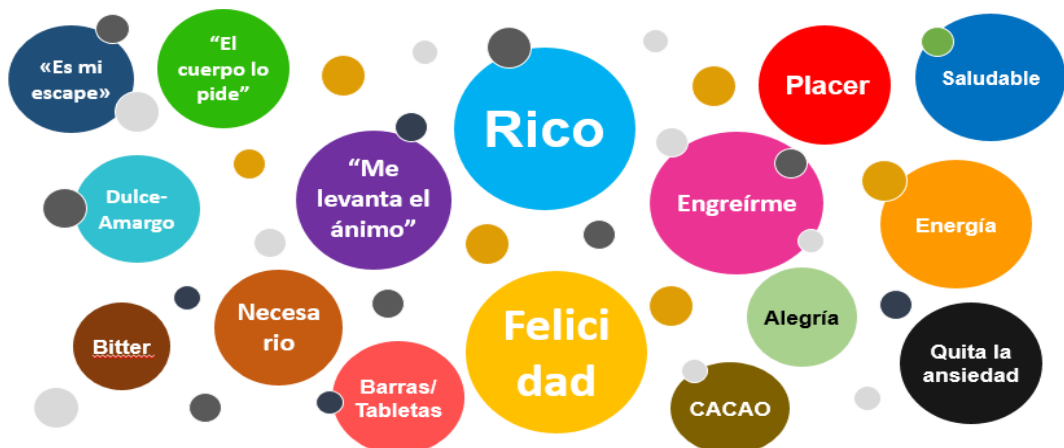 «Es mi
escape»
“El
cuerpo lo
pide”
Rico
Placer
Saludable
Dulce-
Amargo
“Me
levanta el
ánimo”
Engreírme
Energía
Bitter
Necesa
rio
Barras/
Tabletas
Felici
dad
Alegría
CACAO
Quita la
ansiedad